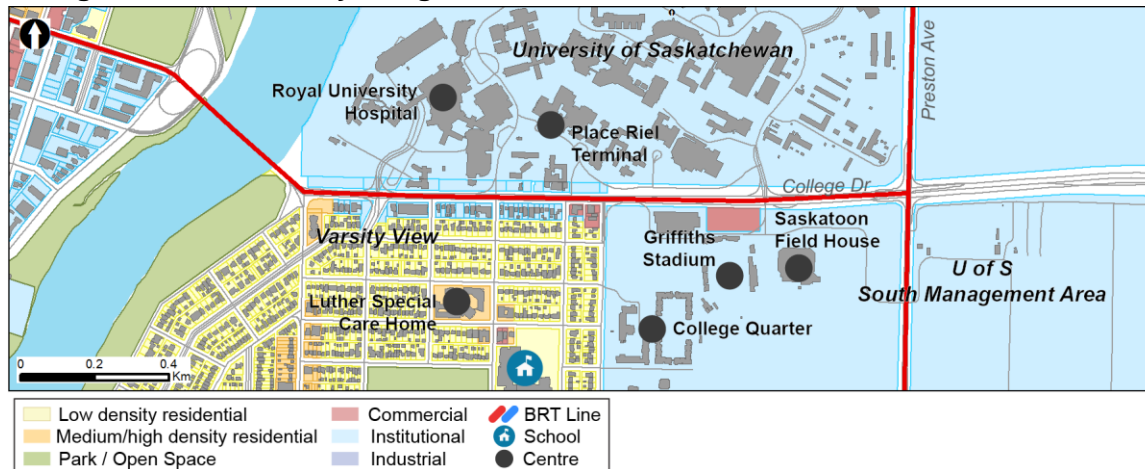 University of Saskatchewan
Preston Ave
Royal University
Hospital
Place Riel
Terminal
College Dr
Varsity View
Griffiths
Stadium
Saskatoon
Field House
U of S
South Management Area
Luther Special
Care Home
College Quarter
0 0.2 0.4
Km
Low density residential
Medium/high density residential
Park / Open Space
Commercial
Institutional
Industrial
BRT Line
School
Centre